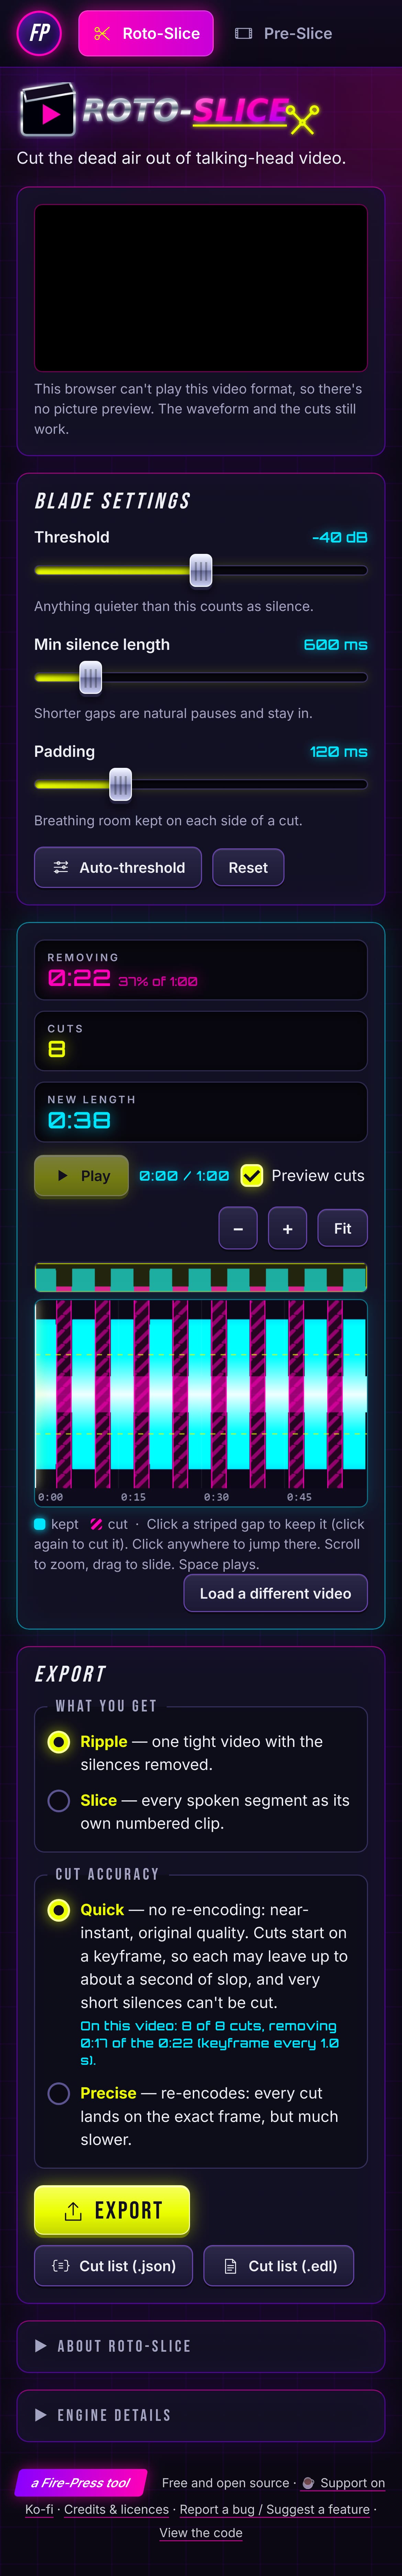 FP
Roto-Slice
Pre-Slice
ROTO-SLICE
Cut the dead air out of talking-head video.
This browser can't play this video format, so there's
no picture preview. The waveform and the cuts still
work.
BLADE SETTINGS
Threshold
-40 dB
Anything quieter than this counts as silence.
Min silence length
600 ms
Shorter gaps are natural pauses and stay in.
Padding
120 ms
Breathing room kept on each side of a cut.
Auto-threshold
Reset
REMOVING
0:22 37% of 1:00
CUTS
8
NEW LENGTH
0:38
Play
0:00 / 1:00
Preview cuts
−
+
Fit
0:00 0:15 0:30 0:45
kept cut · Click a striped gap to keep it (click
again to cut it). Click anywhere to jump there. Scroll
to zoom, drag to slide. Space plays.
Load a different video
EXPORT
WHAT YOU GET
Ripple — one tight video with the
silences removed.
Slice — every spoken segment as its
own numbered clip.
CUT ACCURACY
Quick — no re-encoding: near-
instant, original quality. Cuts start on
a keyframe, so each may leave up to
about a second of slop, and very
short silences can't be cut.
On this video: 8 of 8 cuts, removing
0:17 of the 0:22 (keyframe every 1.0
s).
Precise — re-encodes: every cut
lands on the exact frame, but much
slower.
EXPORT
Cut list (.json)
Cut list (.edl)
ABOUT ROTO-SLICE
ENGINE DETAILS
a Fire-Press tool
Free and open source · Support on
Ko-fi · Credits & licences · Report a bug / Suggest a feature ·
View the code